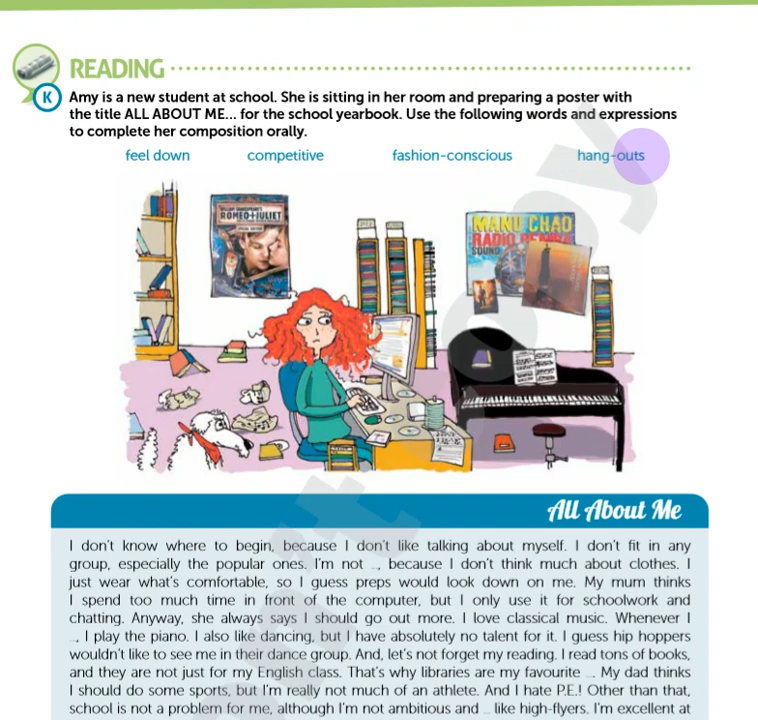 READING
K Amy is a new student at school. She is sitting in her room and preparing a poster with
the title ALL ABOUT ME... for the school yearbook. Use the following words and expressions
to complete her composition orally.
feel down competitive fashion-conscious hang-outs
ROMEO+JULIET
MANU CHAO
RADIO BEMBA
SOUND
All About Me
I don't know where to begin, because I don't like talking about myself. I don't fit in any
group, especially the popular ones. I'm not ..., because I don't think much about clothes. I
just wear what's comfortable, so I guess preps would look down on me. My mum thinks
I spend too much time in front of the computer, but I only use it for schoolwork and
chatting. Anyway, she always says I should go out more. I love classical music. Whenever I
..., I play the piano. I also like dancing, but I have absolutely no talent for it. I guess hip hoppers
wouldn't like to see me in their dance group. And, let's not forget my reading. I read tons of books,
and they are not just for my English class. That's why libraries are my favourite ... My dad thinks
I should do some sports, but I'm really not much of an athlete. And I hate P.E.! Other than that,
school is not a problem for me, although I'm not ambitious and ... like high-flyers. I'm excellent at